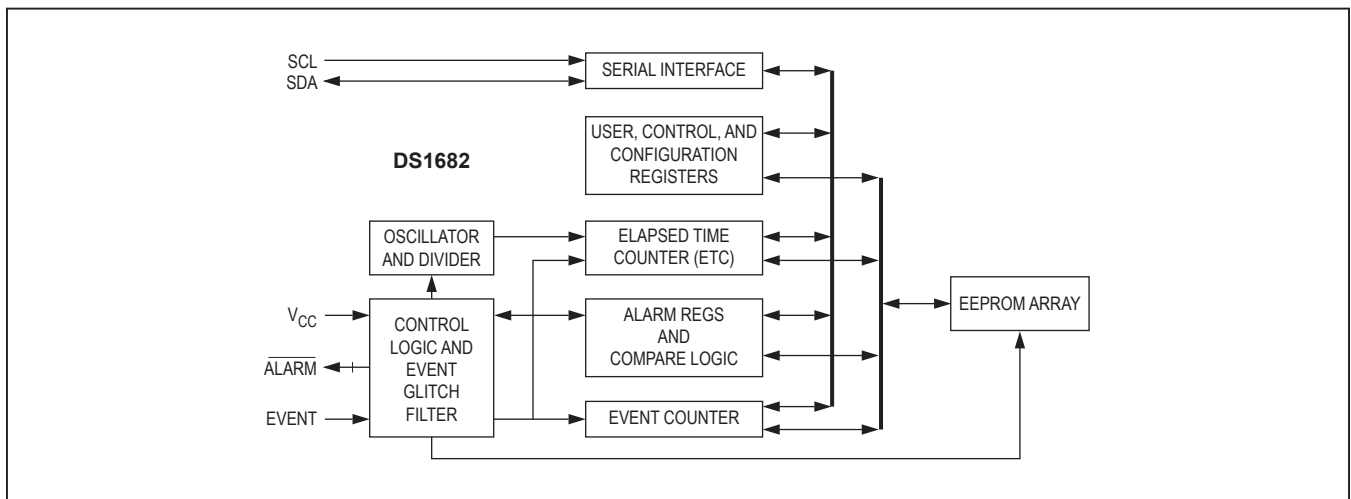 SCL
SDA
SERIAL INTERFACE
USER, CONTROL, AND
CONFIGURATION
REGISTERS
DS1682
OSCILLATOR
AND DIVIDER
ELAPSED TIME
COUNTER (ETC)
EEPROM ARRAY
VCC
ALARM
EVENT
CONTROL
LOGIC AND
EVENT
GLITCH
FILTER
ALARM REGS
AND
COMPARE LOGIC
EVENT COUNTER